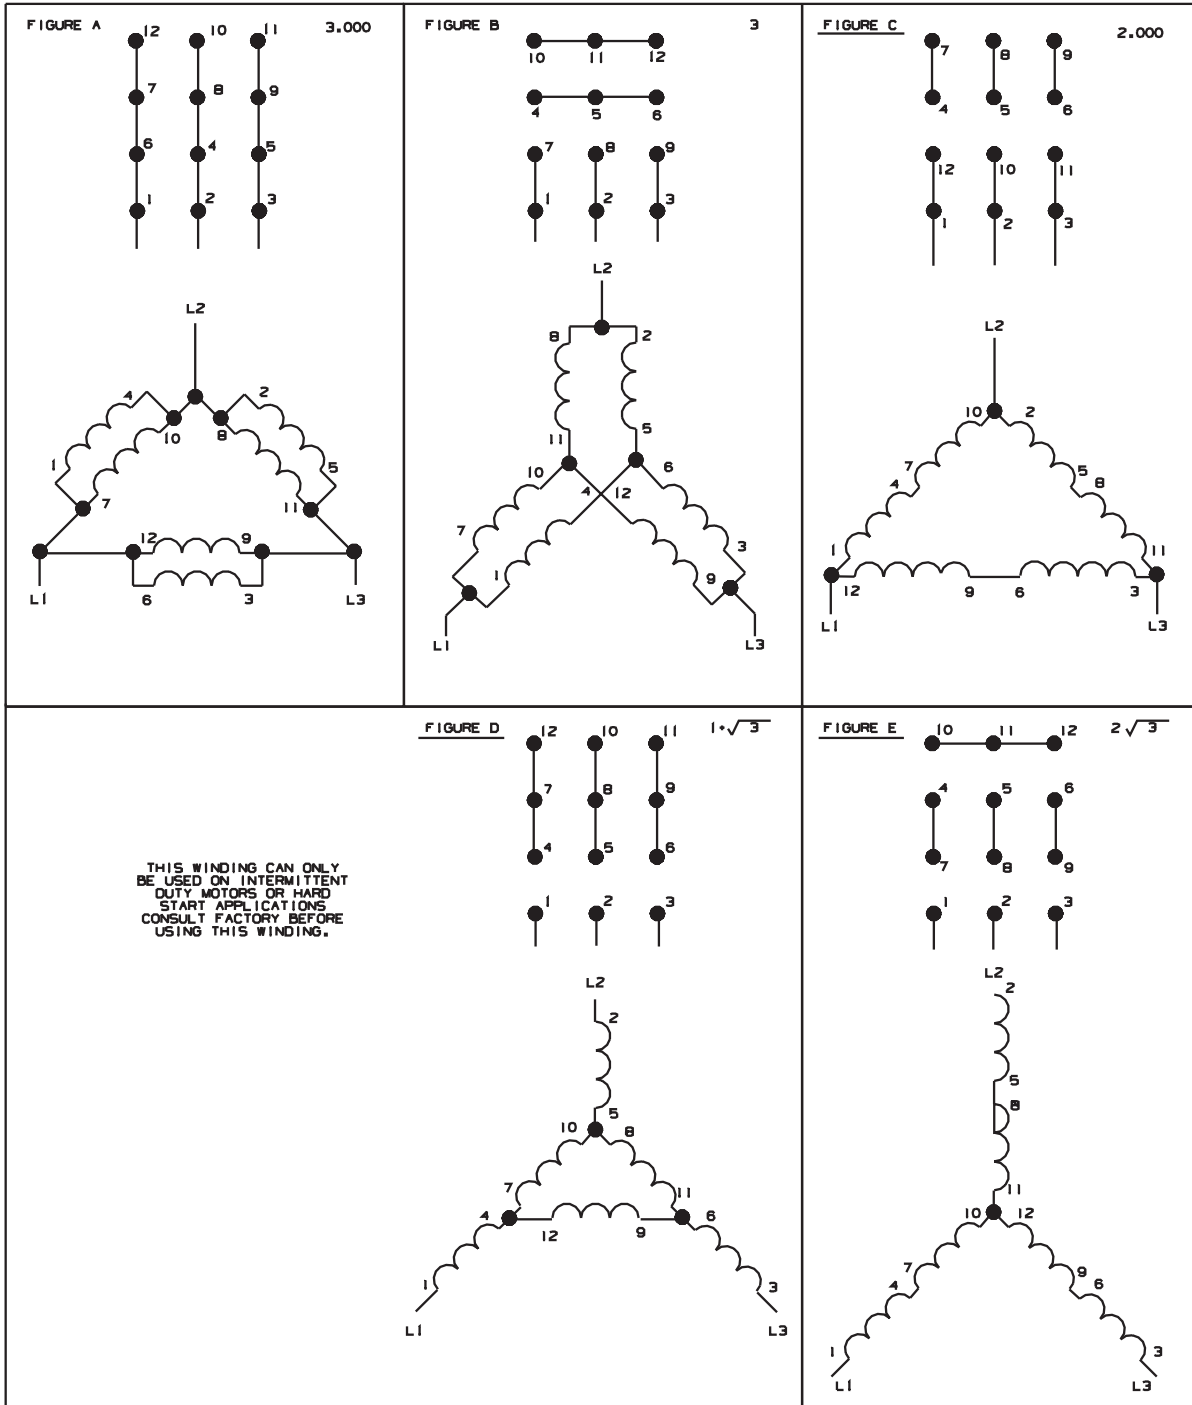 FIGURE A 3.000
12 10 11
7 8 9
6 4 5
1 2 3
L2
4 2
10 8
1 5
7 11
12 9
6 3
L1 L3
FIGURE B 3
10 11 12
4 5 6
7 8 9
1 2 3
L2
8 2
11 5
10 4 12 6
7 3
1 9
L1 L3
FIGURE C 2.000
7 8 9
4 5 6
12 10 11
1 2 3
L2
10 2
7 5
4 8
1 11
12 9 6 3
L1 L3
THIS WINDING CAN ONLY
BE USED ON INTERMITTENT
DUTY MOTORS OR HARD
START APPLICATIONS
CONSULT FACTORY BEFORE
USING THIS WINDING.
FIGURE D 1+√3
12 10 11
7 8 9
4 5 6
1 2 3
L2
2
5
10 8
7 11
4 12 9 6
1 3
L1 L3
FIGURE E 2√3
10 11 12
4 5 6
7 8 9
1 2 3
L2
2
5
8
11
10 12
7 9
4 6
1 3
L1 L3